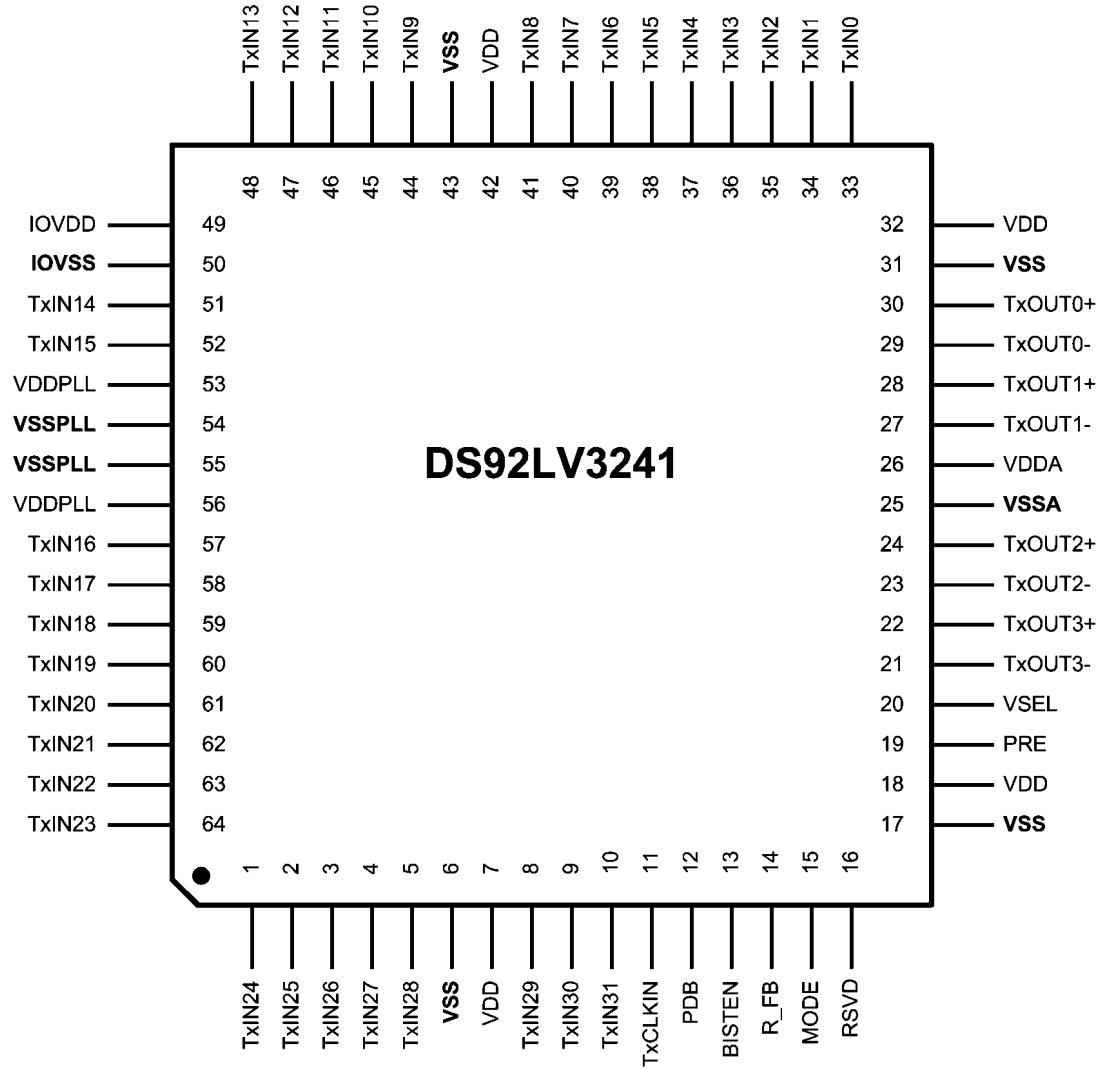 TxIN13 TxIN12 TxIN11 TxIN10 TxIN9 VSS VDD TxIN8 TxIN7 TxIN6 TxIN5 TxIN4 TxIN3 TxIN2 TxIN1 TxIN0
48 47 46 45 44 43 42 41 40 39 38 37 36 35 34 33
IOVDD 49 32 VDD
IOVSS 50 31 VSS
TxIN14 51 30 TxOUT0+
TxIN15 52 29 TxOUT0-
VDDPLL 53 28 TxOUT1+
VSSPLL 54 27 TxOUT1-
VSSPLL 55 DS92LV3241 26 VDDA
VDDPLL 56 25 VSSA
TxIN16 57 24 TxOUT2+
TxIN17 58 23 TxOUT2-
TxIN18 59 22 TxOUT3+
TxIN19 60 21 TxOUT3-
TxIN20 61 20 VSEL
TxIN21 62 19 PRE
TxIN22 63 18 VDD
TxIN23 64 17 VSS
1 2 3 4 5 6 7 8 9 10 11 12 13 14 15 16
TxIN24 TxIN25 TxIN26 TxIN27 TxIN28 VSS VDD TxIN29 TxIN30 TxIN31 TxCLKIN PDB BISTEN R_FB MODE RSVD